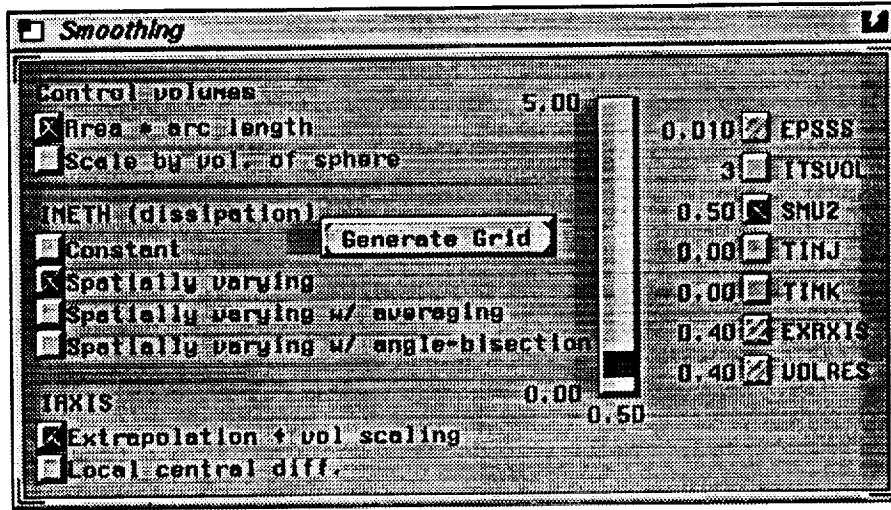 Smoothing
Control volumes
Area * arc length
Scale by vol. of sphere
IMETH (dissipation)
Constant
Spatially varying
Spatially varying w/ averaging
Spatially varying w/ angle-bisection
IAXIS
Extrapolation + vol scaling
Local central diff.
Generate Grid
5.00
0.00
0.50
0.010 EPSSS
3 ITSVOL
0.50 SMU2
0.00 TIMJ
0.00 TIMK
0.40 EXAXIS
0.40 VOLRES